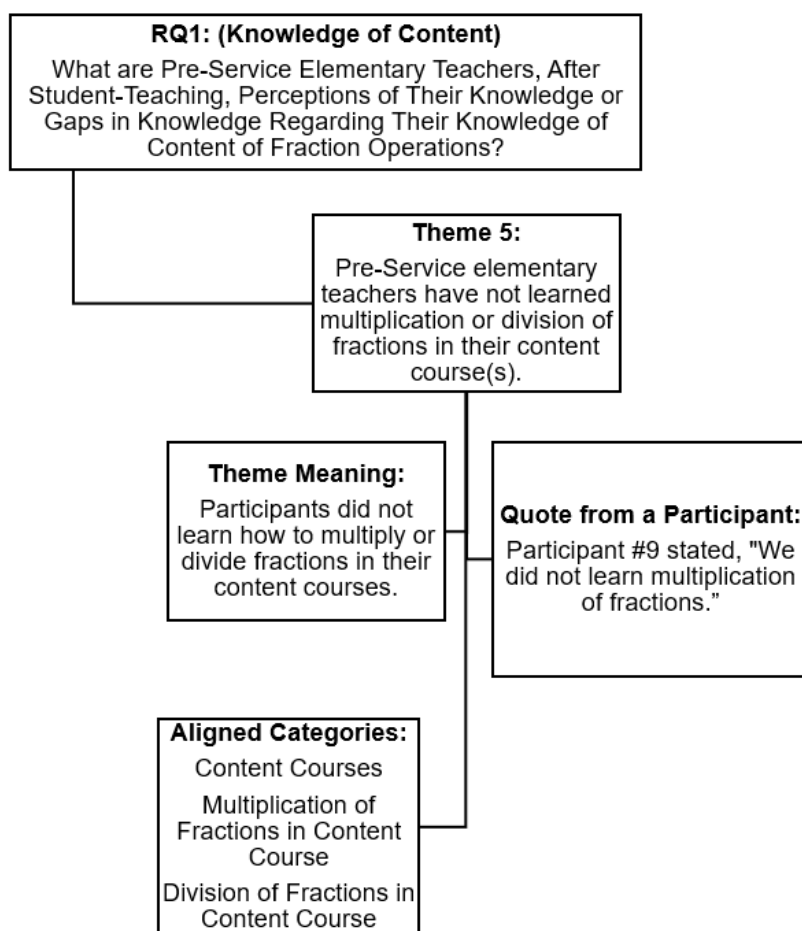 RQ1: (Knowledge of Content)
What are Pre-Service Elementary Teachers, After
Student-Teaching, Perceptions of Their Knowledge or
Gaps in Knowledge Regarding Their Knowledge of
Content of Fraction Operations?
Theme 5:
Pre-Service elementary
teachers have not learned
multiplication or division of
fractions in their content
course(s).
Theme Meaning:
Participants did not
learn how to multiply or
divide fractions in their
content courses.
Quote from a Participant:
Participant #9 stated, "We
did not learn multiplication
of fractions.”
Aligned Categories:
Content Courses
Multiplication of
Fractions in Content
Course
Division of Fractions in
Content Course